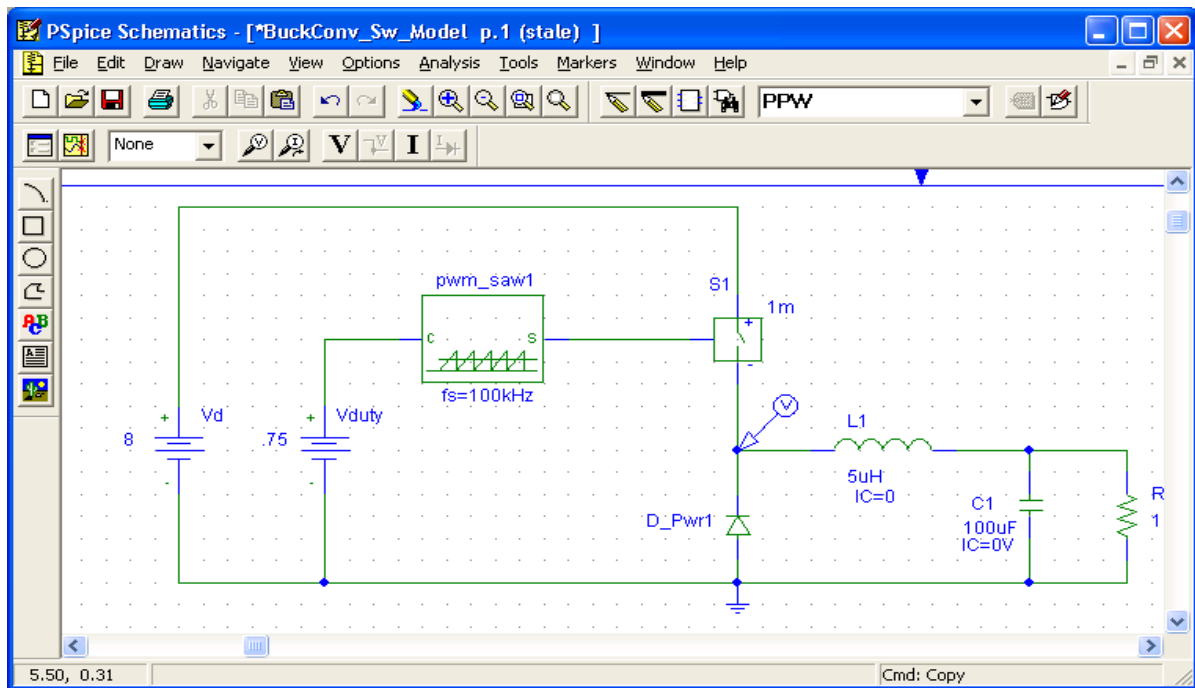 PSpice Schematics - [*BuckConv_Sw_Model p.1 (stale) ]
File Edit Draw Navigate View Options Analysis Tools Markers Window Help
PPW
None V V I I
ABC
pwm_saw1
S1
1m
+
C S
-
fs=100kHz
V
+ Vd + Vduty
8 .75
- -
L1
5uH
IC=0
D_Pwr1
C1
100uF
IC=0V
R
1
5.50, 0.31 Cmd: Copy